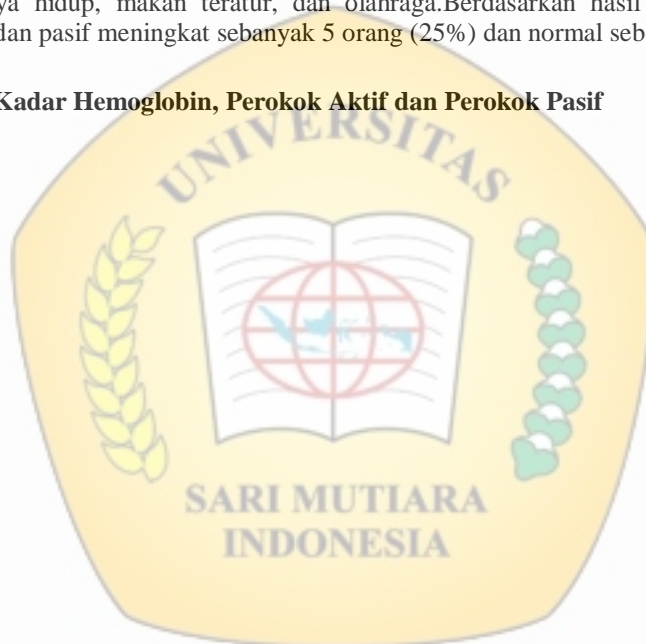 ya hidup, makan teratur, dan olahraga.Berdasarkan hasil
dan pasif meningkat sebanyak 5 orang (25%) dan normal seb
Kadar Hemoglobin, Perokok Aktif dan Perokok Pasif
UNIVERSITAS
SARI MUTIARA
INDONESIA